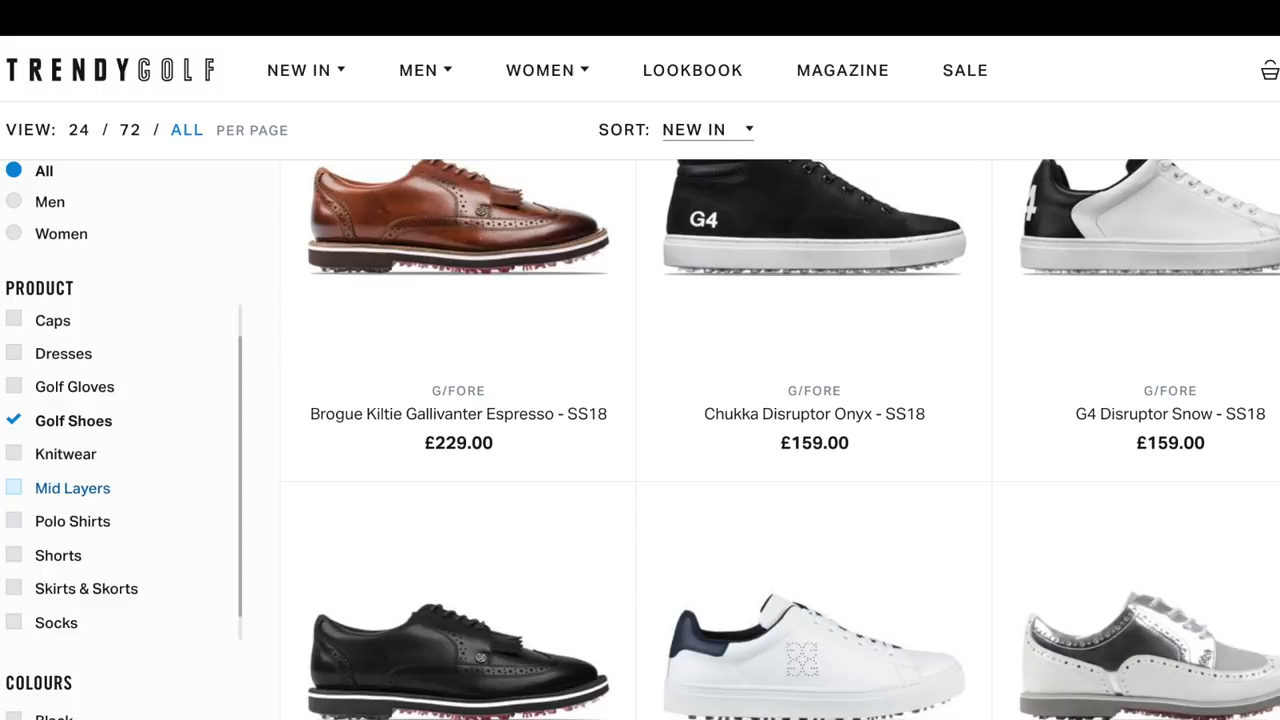 TRENDYGOLF
NEW IN
MEN
WOMEN
LOOKBOOK
MAGAZINE
SALE
VIEW: 24 / 72 / ALL PER PAGE
SORT: NEW IN
All
Men
Women
PRODUCT
Caps
Dresses
Golf Gloves
Golf Shoes
Knitwear
Mid Layers
Polo Shirts
Shorts
Skirts & Skorts
Socks
COLOURS
Black
G4
4
G/FORE
Brogue Kiltie Gallivanter Espresso - SS18
£229.00
G/FORE
Chukka Disruptor Onyx - SS18
£159.00
G/FORE
G4 Disruptor Snow - SS18
£159.00